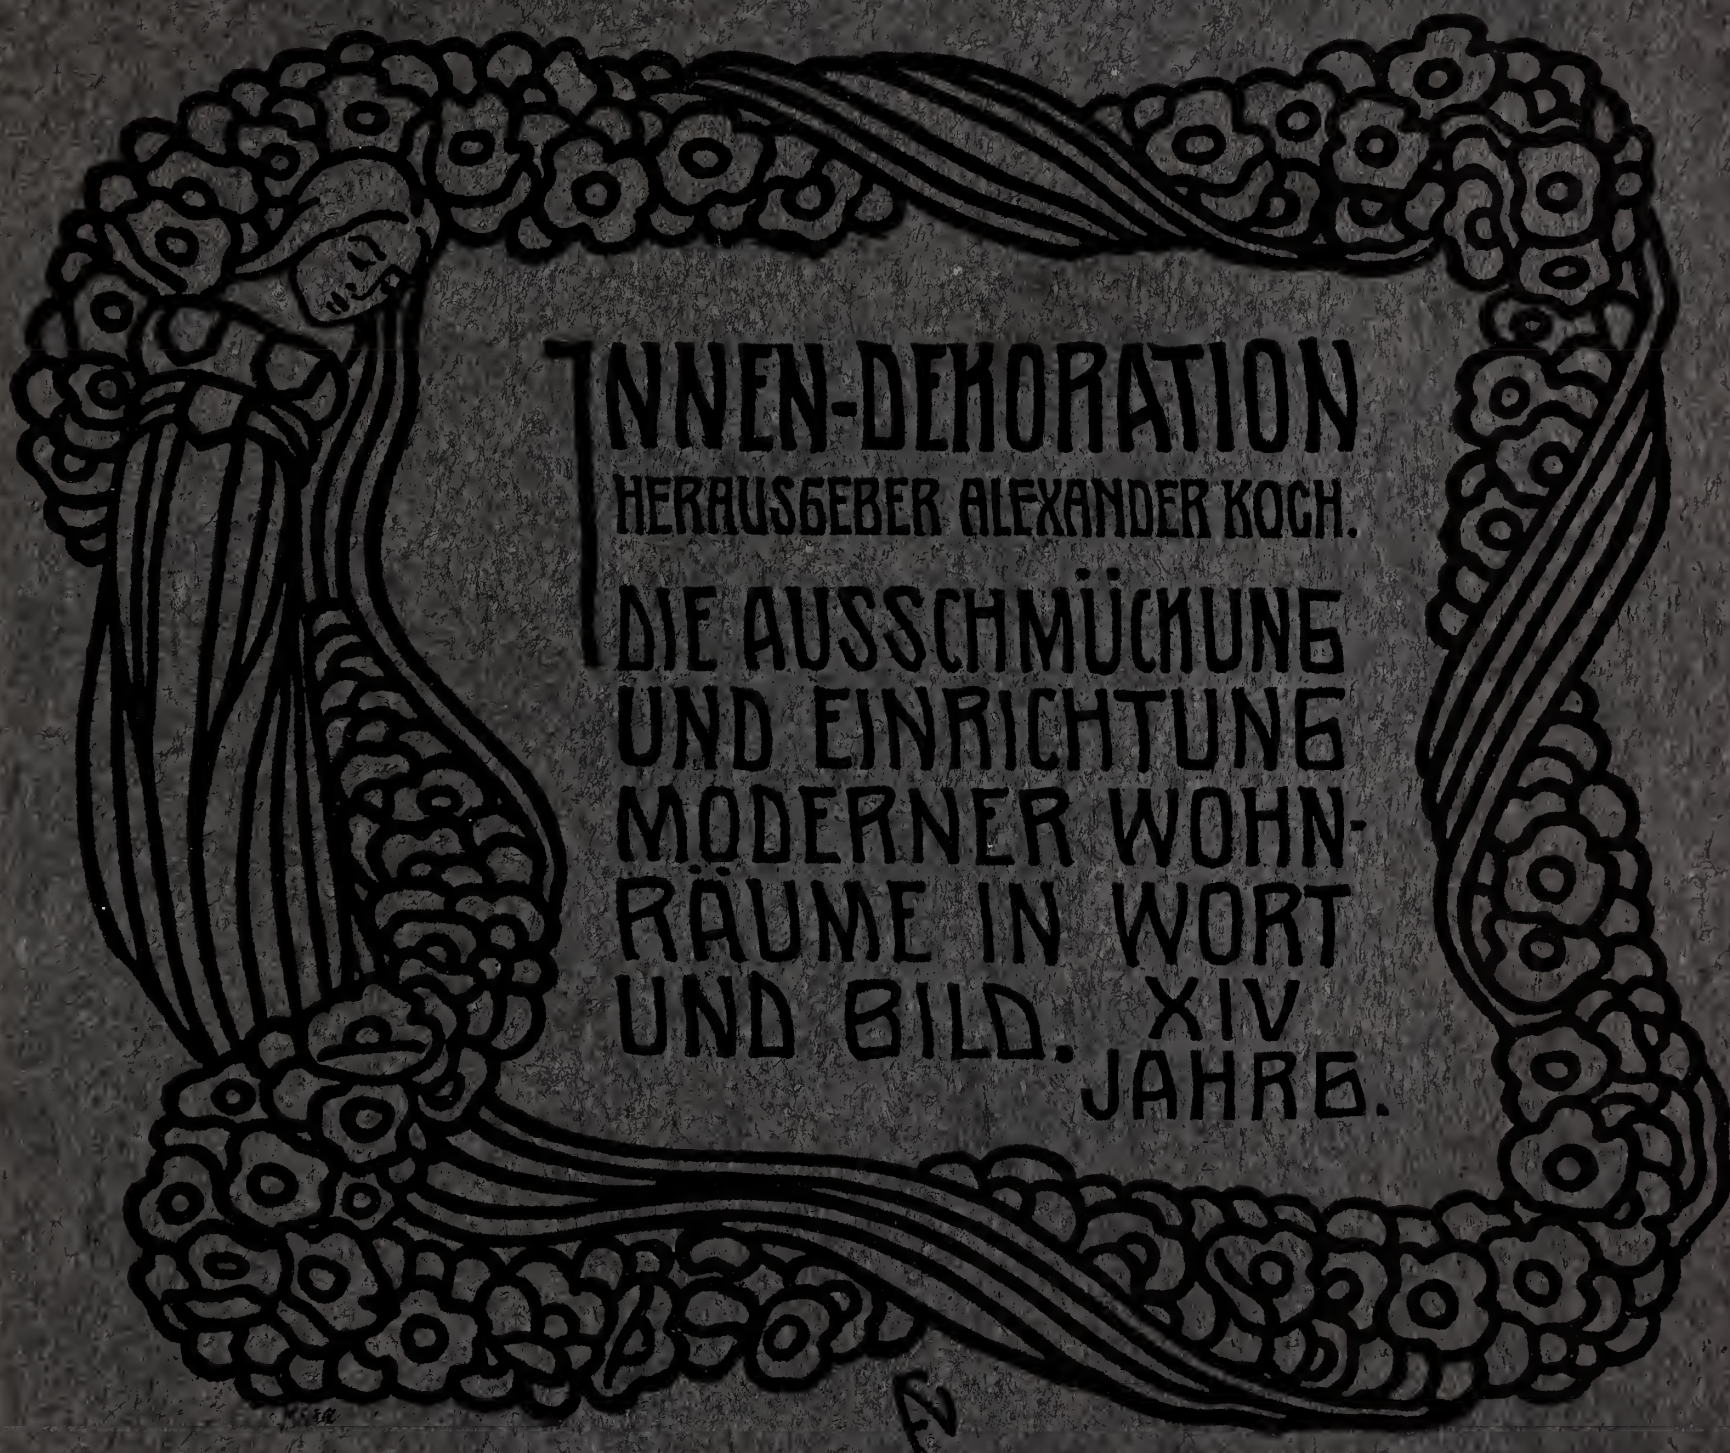 INNEN-DEKORATION
HERAUSGEBER ALEXANDER KOCH.
DIE AUSSCHMÜCKUNG
UND EINRICHTUNG
MODERNER WOHN-
RÄUME IN WORT
UND BILD. XIV
JAHRG.